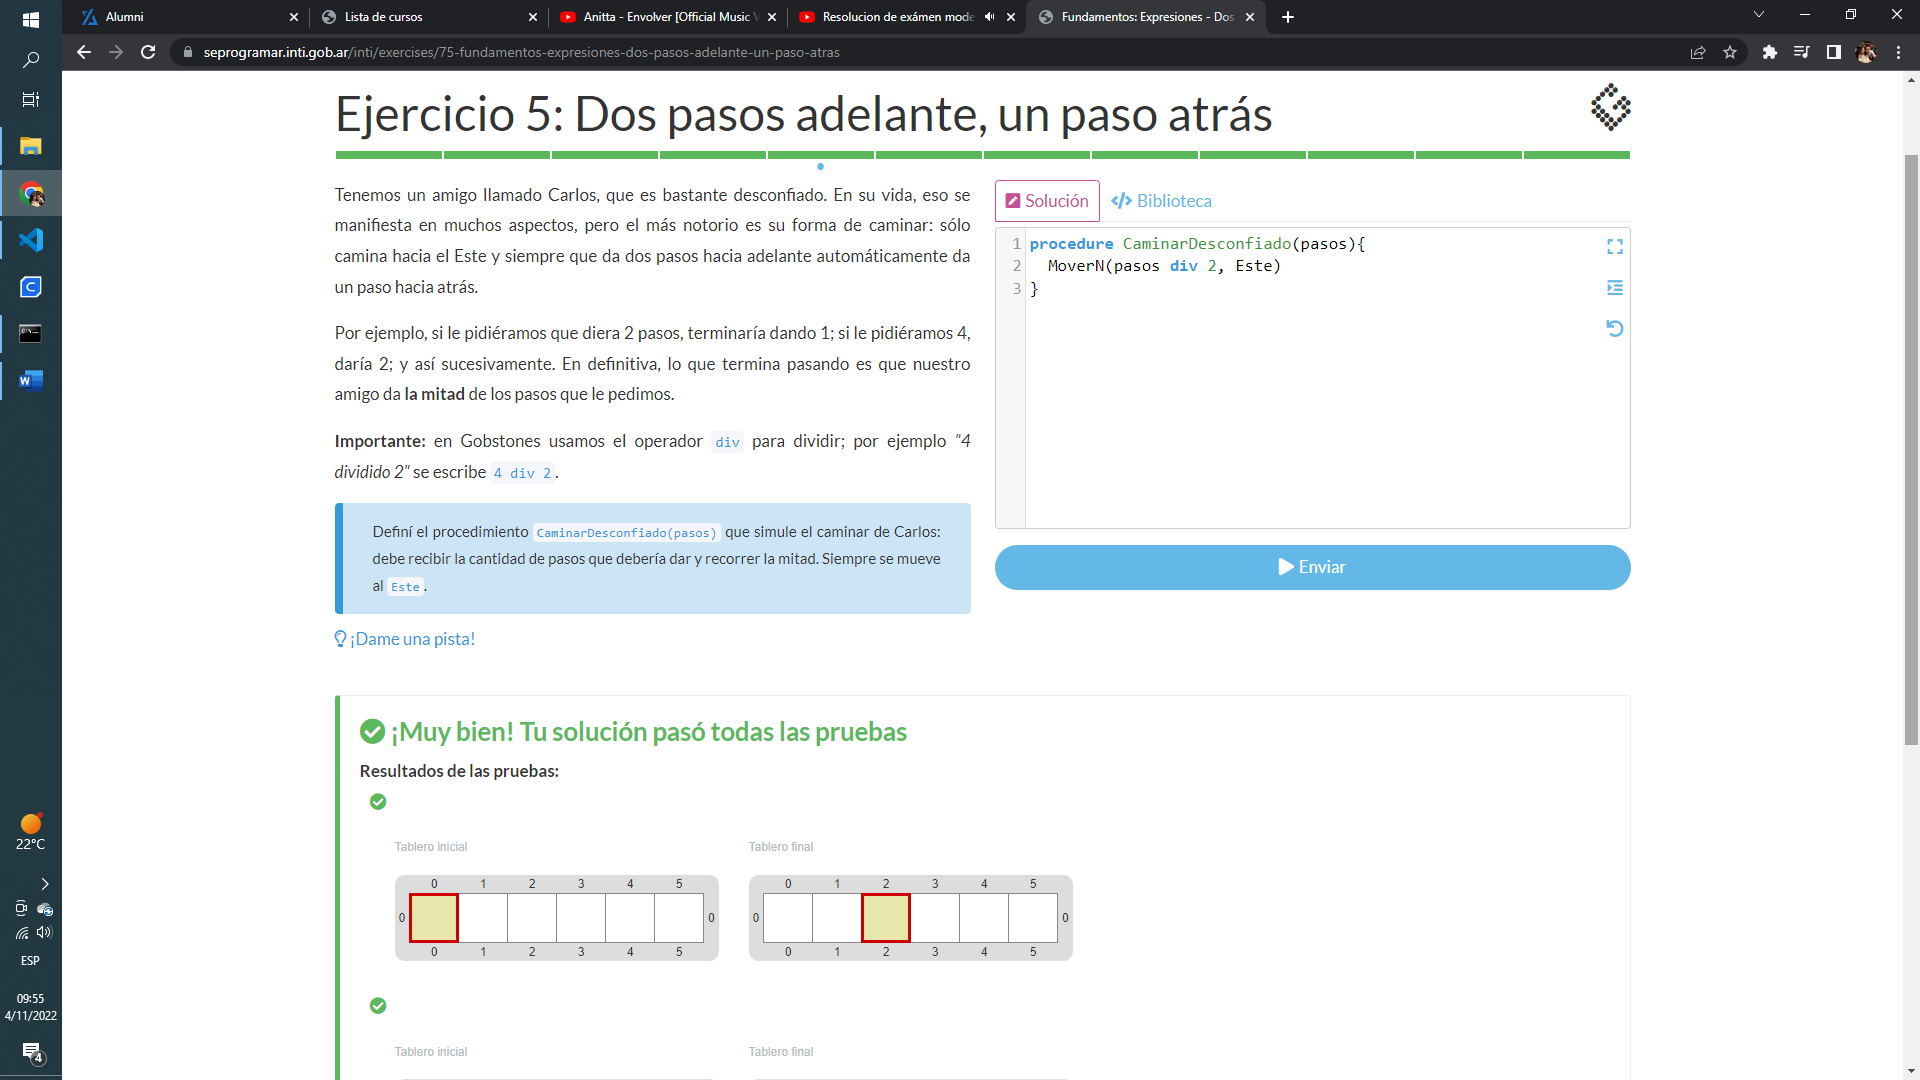 Alumni
Lista de cursos
Anitta - Envolver [Official Music V
Resolucion de exámen mode
Fundamentos: Expresiones - Dos
seprogramar.inti.gob.ar/inti/exercises/75-fundamentos-expresiones-dos-pasos-adelante-un-paso-atras
Ejercicio 5: Dos pasos adelante, un paso atrás
Tenemos un amigo llamado Carlos, que es bastante desconfiado. En su vida, eso se
manifiesta en muchos aspectos, pero el más notorio es su forma de caminar: sólo
camina hacia el Este y siempre que da dos pasos hacia adelante automáticamente da
un paso hacia atrás.
Por ejemplo, si le pidiéramos que diera 2 pasos, terminaría dando 1; si le pidiéramos 4,
daría 2; y así sucesivamente. En definitiva, lo que termina pasando es que nuestro
amigo da la mitad de los pasos que le pedimos.
Importante: en Gobstones usamos el operador div para dividir; por ejemplo "4
dividido 2" se escribe 4 div 2.
Definí el procedimiento CaminarDesconfiado(pasos) que simule el caminar de Carlos:
debe recibir la cantidad de pasos que debería dar y recorrer la mitad. Siempre se mueve
al Este.
¡Dame una pista!
Solución
Biblioteca
1 procedure CaminarDesconfiado(pasos){
2 MoverN(pasos div 2, Este)
3 }
Enviar
¡Muy bien! Tu solución pasó todas las pruebas
Resultados de las pruebas:
Tablero inicial
0 1 2 3 4 5
0 0
0 1 2 3 4 5
Tablero final
0 1 2 3 4 5
0 0
0 1 2 3 4 5
Tablero inicial
Tablero final
22°C
ESP
09:55
4/11/2022
4